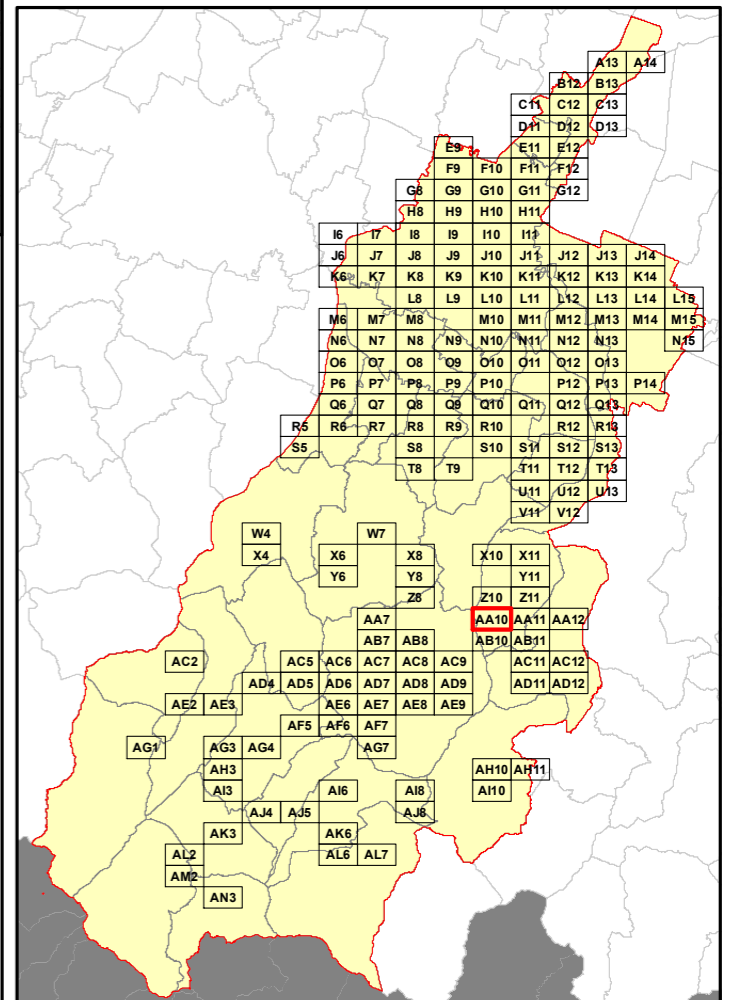 A13 A14
B12 B13
C11 C12 C13
D11 D12 D13
E9 E11 E12
F9 F10 F11 F12
G8 G9 G10 G11 G12
H8 H9 H10 H11
I6 I7 I8 I9 I10 I11
J6 J7 J8 J9 J10 J11 J12 J13 J14
K6 K7 K8 K9 K10 K11 K12 K13 K14
L8 L9 L10 L11 L12 L13 L14 L15
M6 M7 M8 M10 M11 M12 M13 M14 M15
N6 N7 N8 N9 N10 N11 N12 N13 N15
O6 O7 O8 O9 O10 O11 O12 O13
P6 P7 P8 P9 P10 P12 P13 P14
Q6 Q7 Q8 Q9 Q10 Q11 Q12 Q13
R5 R6 R7 R8 R9 R10 R12 R13
S5 S8 S10 S11 S12 S13
T8 T9 T11 T12 T13
U11 U12 U13
V11 V12
W4 W7
X4 X6 X8 X10 X11
Y6 Y8 Y11
Z8 Z10 Z11
AA7 AA10 AA11 AA12
AB7 AB8 AB10 AB11
AC2 AC5 AC6 AC7 AC8 AC9 AC11 AC12
AD4 AD5 AD6 AD7 AD8 AD9 AD11 AD12
AE2 AE3 AE6 AE7 AE8 AE9
AF5 AF6 AF7
AG1 AG3 AG4 AG7
AH3 AH10 AH11
AI3 AI6 AI8 AI10
AJ4 AJ5 AJ8
AK3 AK6
AL2 AL6 AL7
AM2
AN3